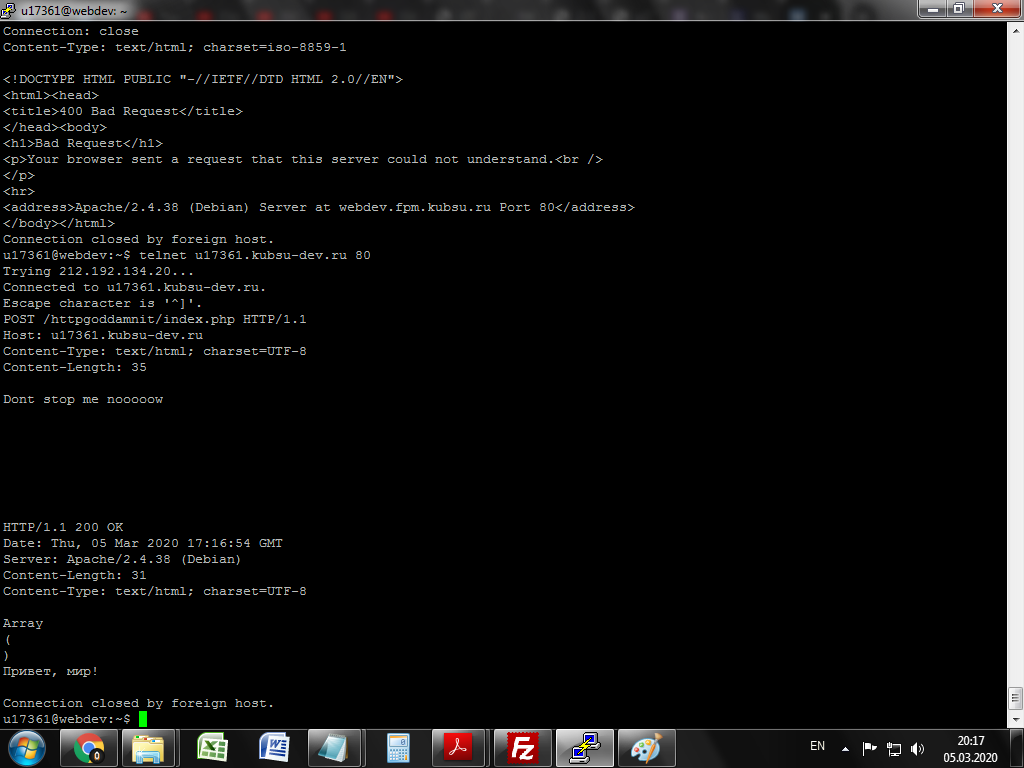 u17361@webdev: ~
Connection: close
Content-Type: text/html; charset=iso-8859-1
<!DOCTYPE HTML PUBLIC "-//IETF//DTD HTML 2.0//EN">
<html><head>
<title>400 Bad Request</title>
</head><body>
<h1>Bad Request</h1>
<p>Your browser sent a request that this server could not understand.<br />
</p>
<hr>
<address>Apache/2.4.38 (Debian) Server at webdev.fpm.kubsu.ru Port 80</address>
</body></html>
Connection closed by foreign host.
u17361@webdev:~$ telnet u17361.kubsu-dev.ru 80
Trying 212.192.134.20...
Connected to u17361.kubsu-dev.ru.
Escape character is '^]'.
POST /httpgoddamnit/index.php HTTP/1.1
Host: u17361.kubsu-dev.ru
Content-Type: text/html; charset=UTF-8
Content-Length: 35
Dont stop me nooooow
HTTP/1.1 200 OK
Date: Thu, 05 Mar 2020 17:16:54 GMT
Server: Apache/2.4.38 (Debian)
Content-Length: 31
Content-Type: text/html; charset=UTF-8
Array
(
)
Привет, мир!
Connection closed by foreign host.
u17361@webdev:~$
EN
20:17
05.03.2020